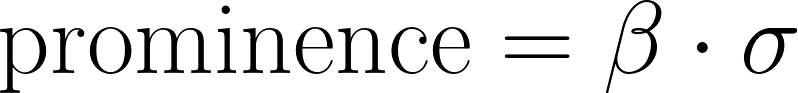 prominence = β · σ